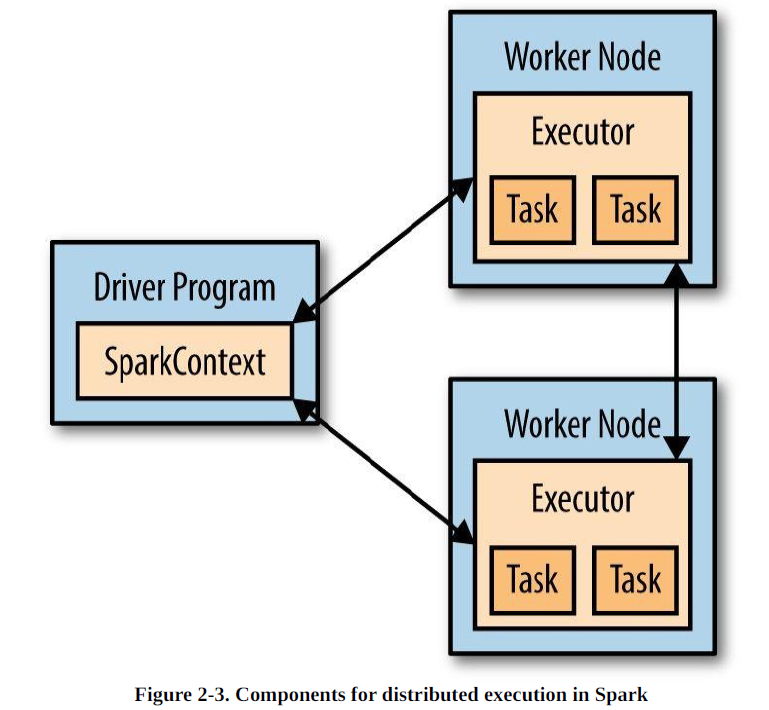 Worker Node
Executor
Task Task
Driver Program
SparkContext
Worker Node
Executor
Task Task
Figure 2-3. Components for distributed execution in Spark